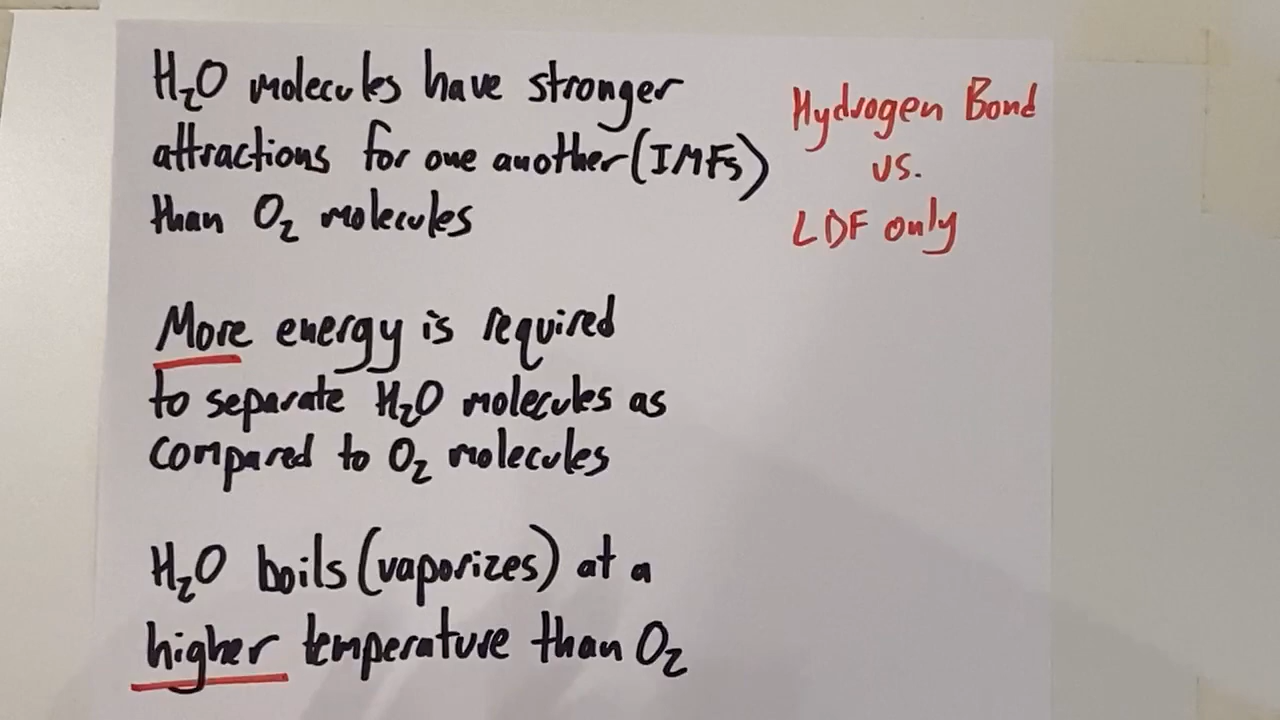 H₂O molecules have stronger
attractions for one another (IMFs)
than O₂ molecules
Hydrogen Bond
vs.
LDF only
More energy is required
to separate H₂O molecules as
compared to O₂ molecules
H₂O boils (vaporizes) at a
higher temperature than O₂